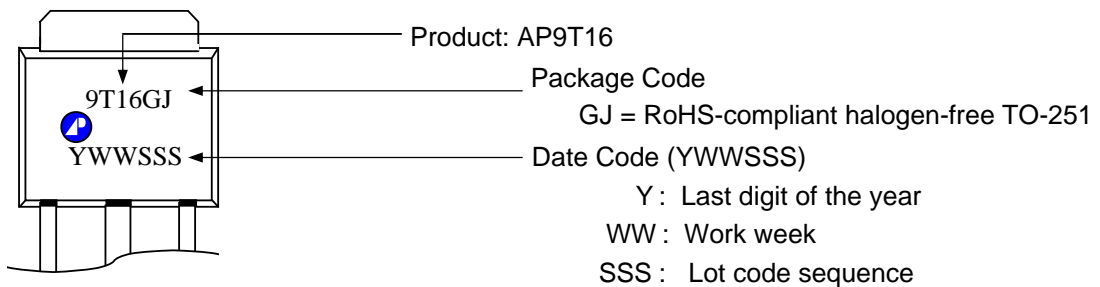 Product: AP9T16
Package Code
9T16GJ
GJ = RoHS-compliant halogen-free TO-251
YWWSSS
Date Code (YWWSSS)
Y : Last digit of the year
WW : Work week
SSS : Lot code sequence